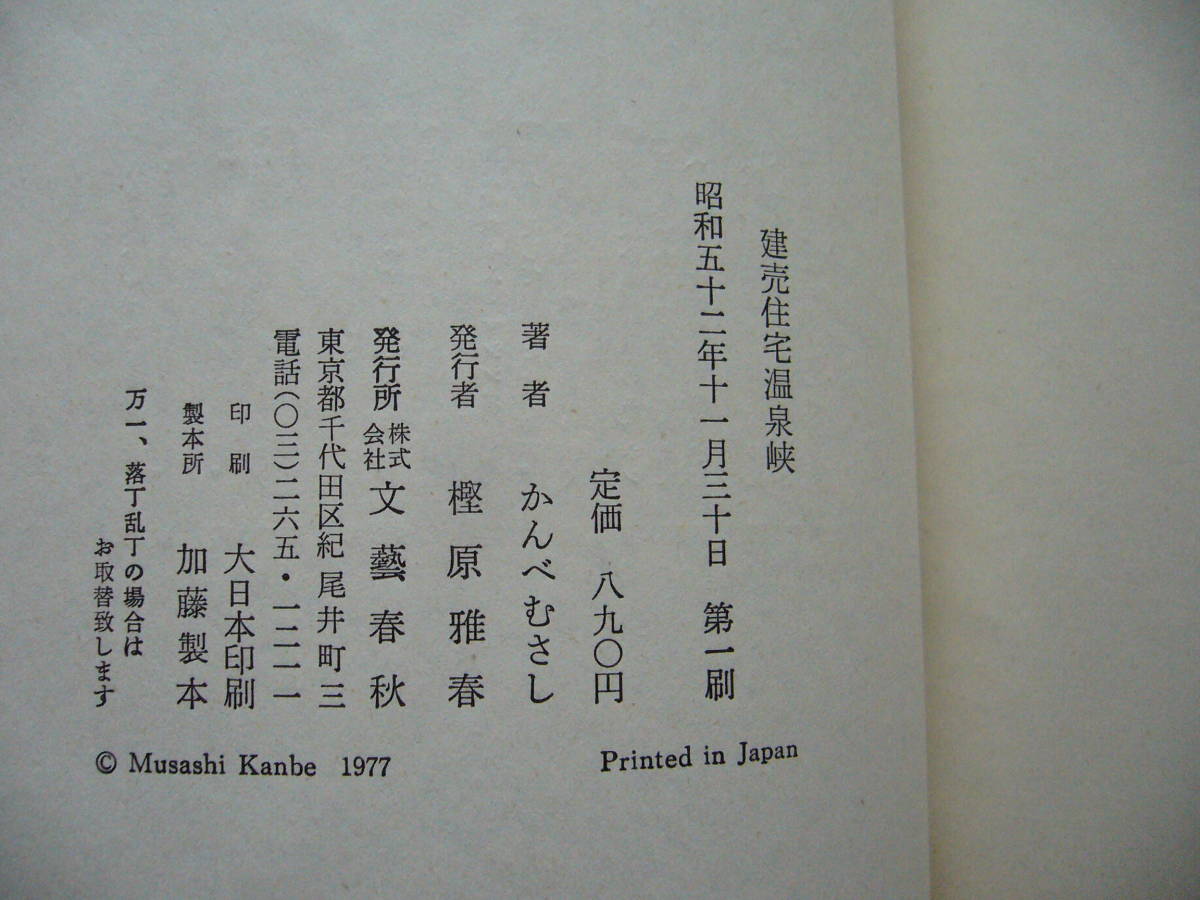 建売住宅温泉峡
昭和五十二年十一月三十日　第一刷
定価　八九〇円
著者　かんべむさし
発行者　樫原雅春
発行所　株式会社　文藝春秋
東京都千代田区紀尾井町三
電話(〇三)二六五・一二一一
印刷　大日本印刷
製本所　加藤製本
万一、落丁乱丁の場合は
お取替致します
© Musashi Kanbe 1977
Printed in Japan